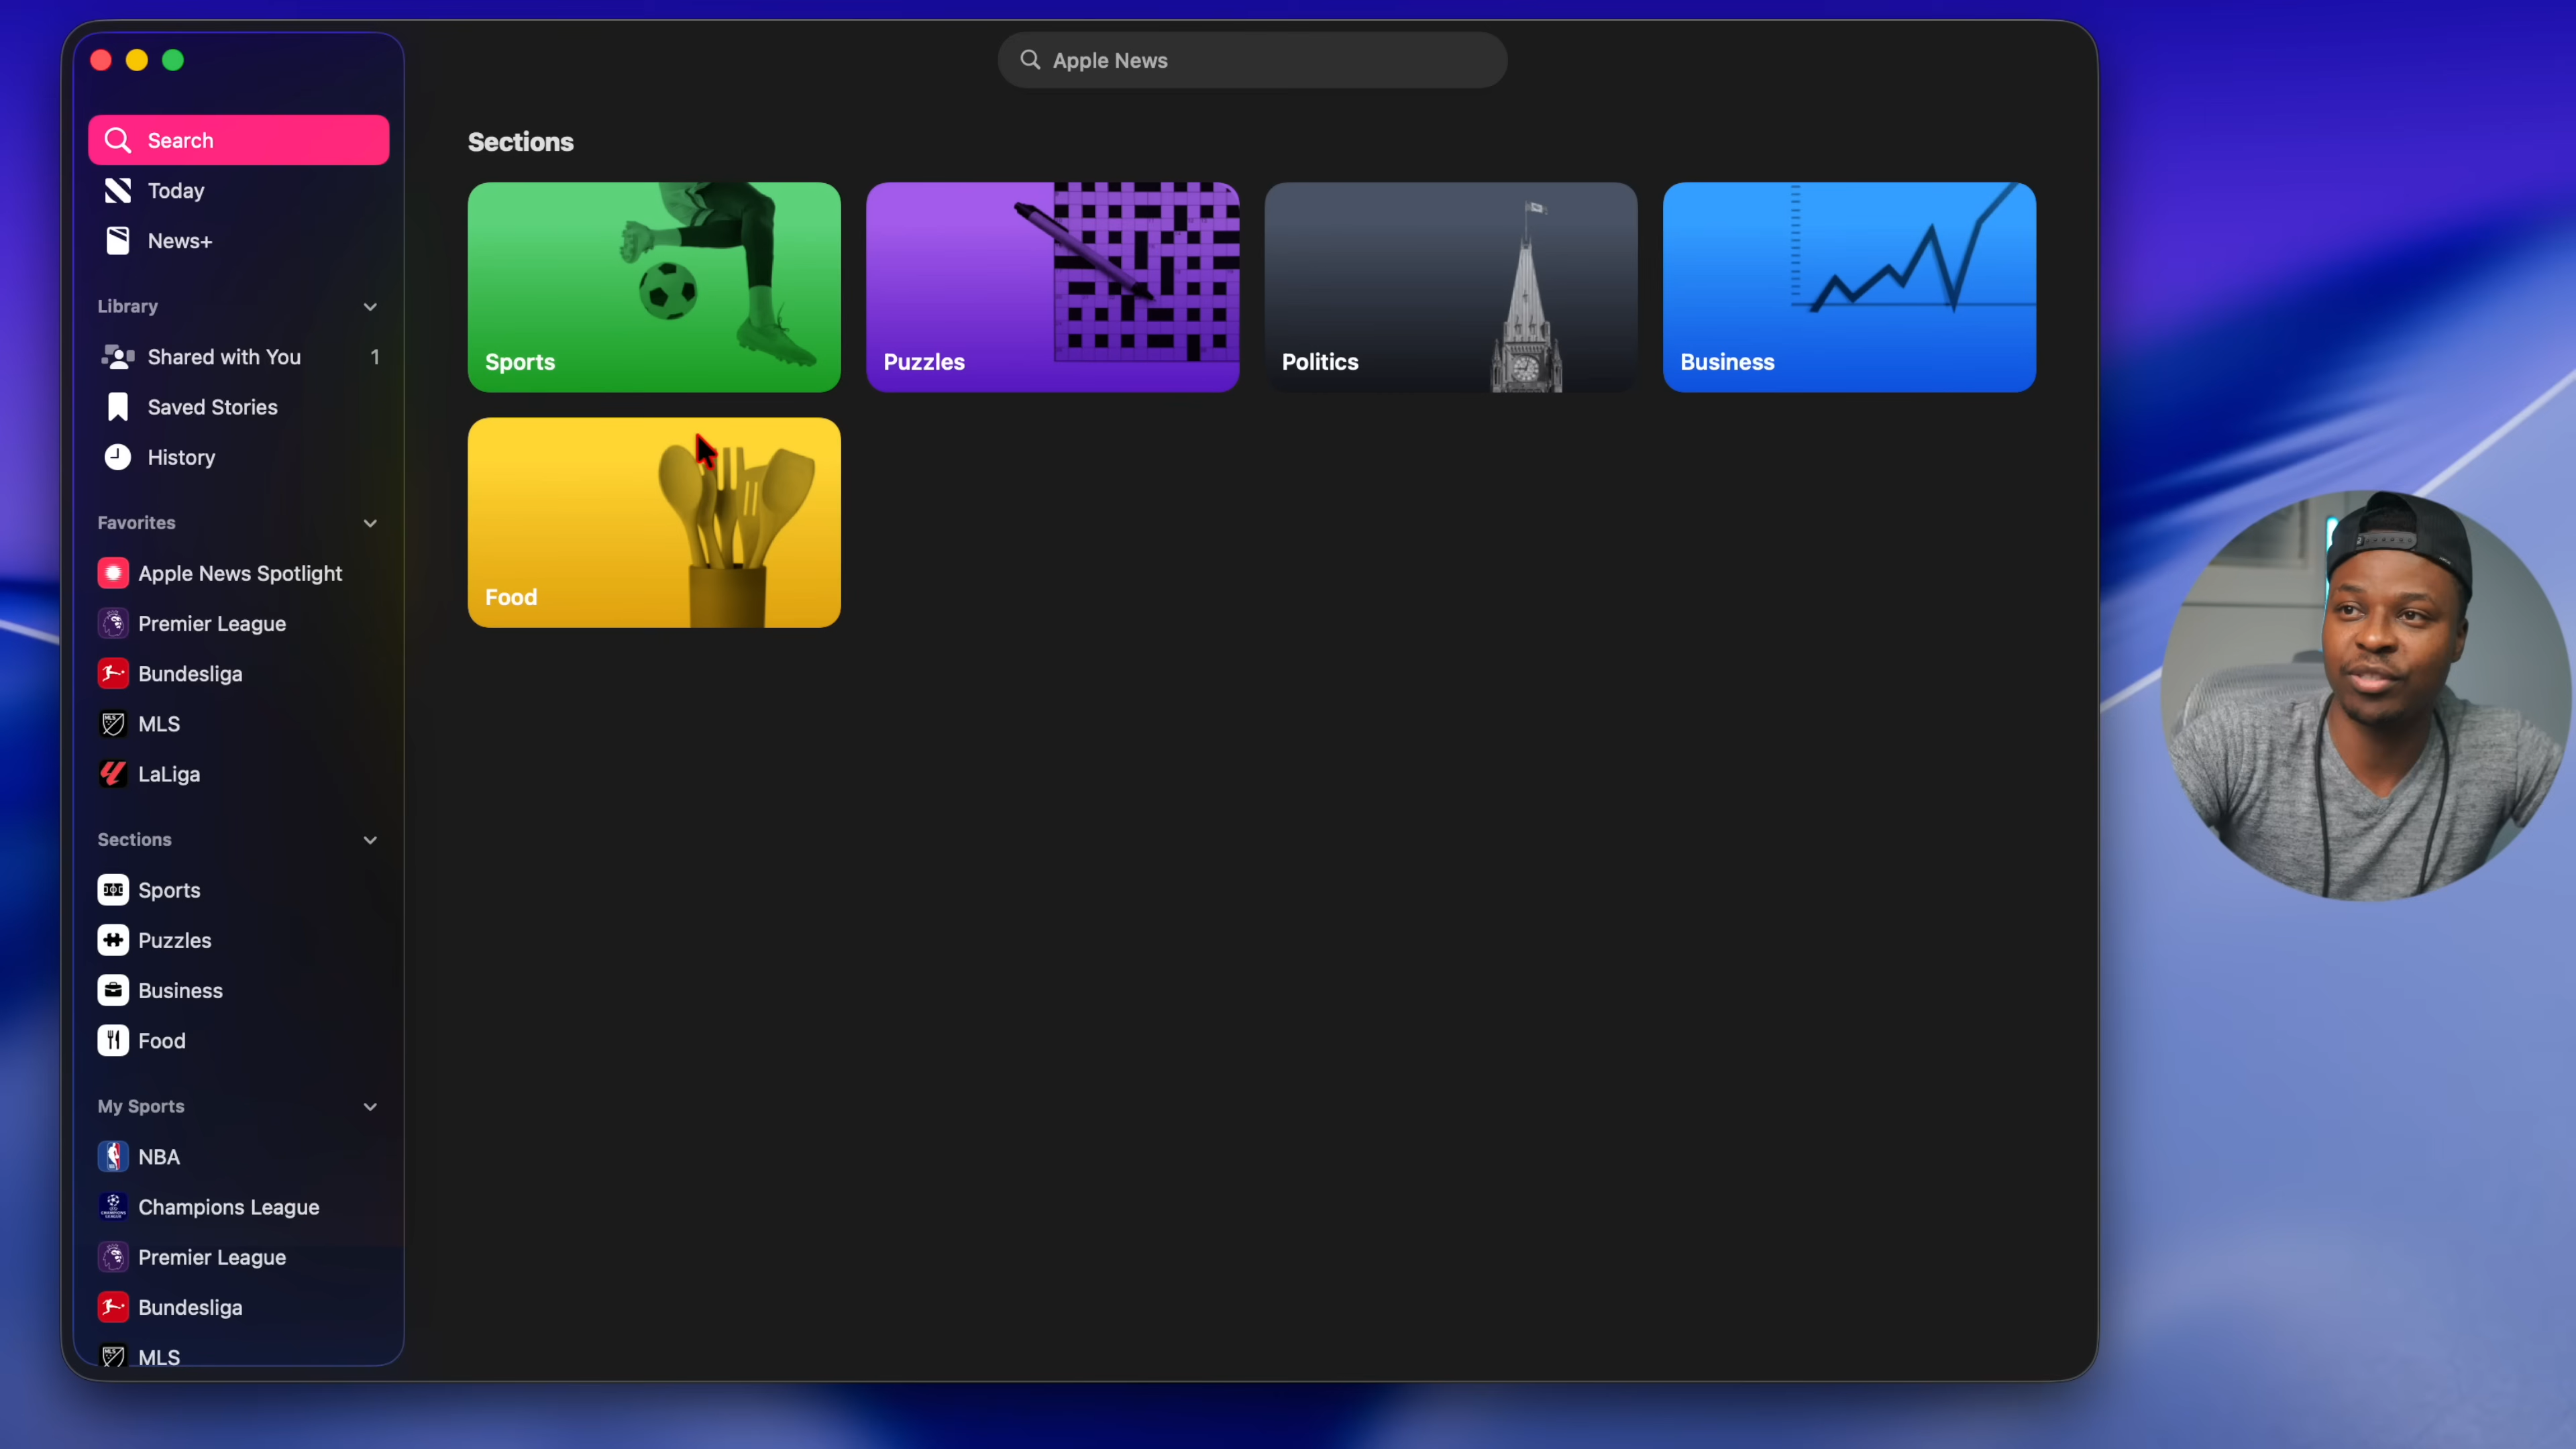 Apple News
Search
Today
News+
Library
Shared with You 1
Saved Stories
History
Favorites
Apple News Spotlight
Premier League
Bundesliga
MLS
LaLiga
Sections
Sports
Puzzles
Business
Food
My Sports
NBA
Champions League
Premier League
Bundesliga
MLS
Sections
Sports
Puzzles
Politics
Business
Food